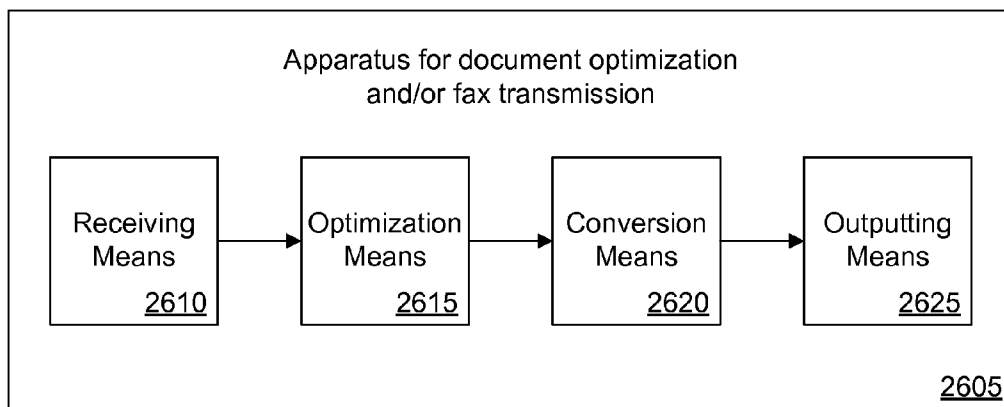 Apparatus for document optimization
and/or fax transmission
Receiving
Means
2610
Optimization
Means
2615
Conversion
Means
2620
Outputting
Means
2625
2605